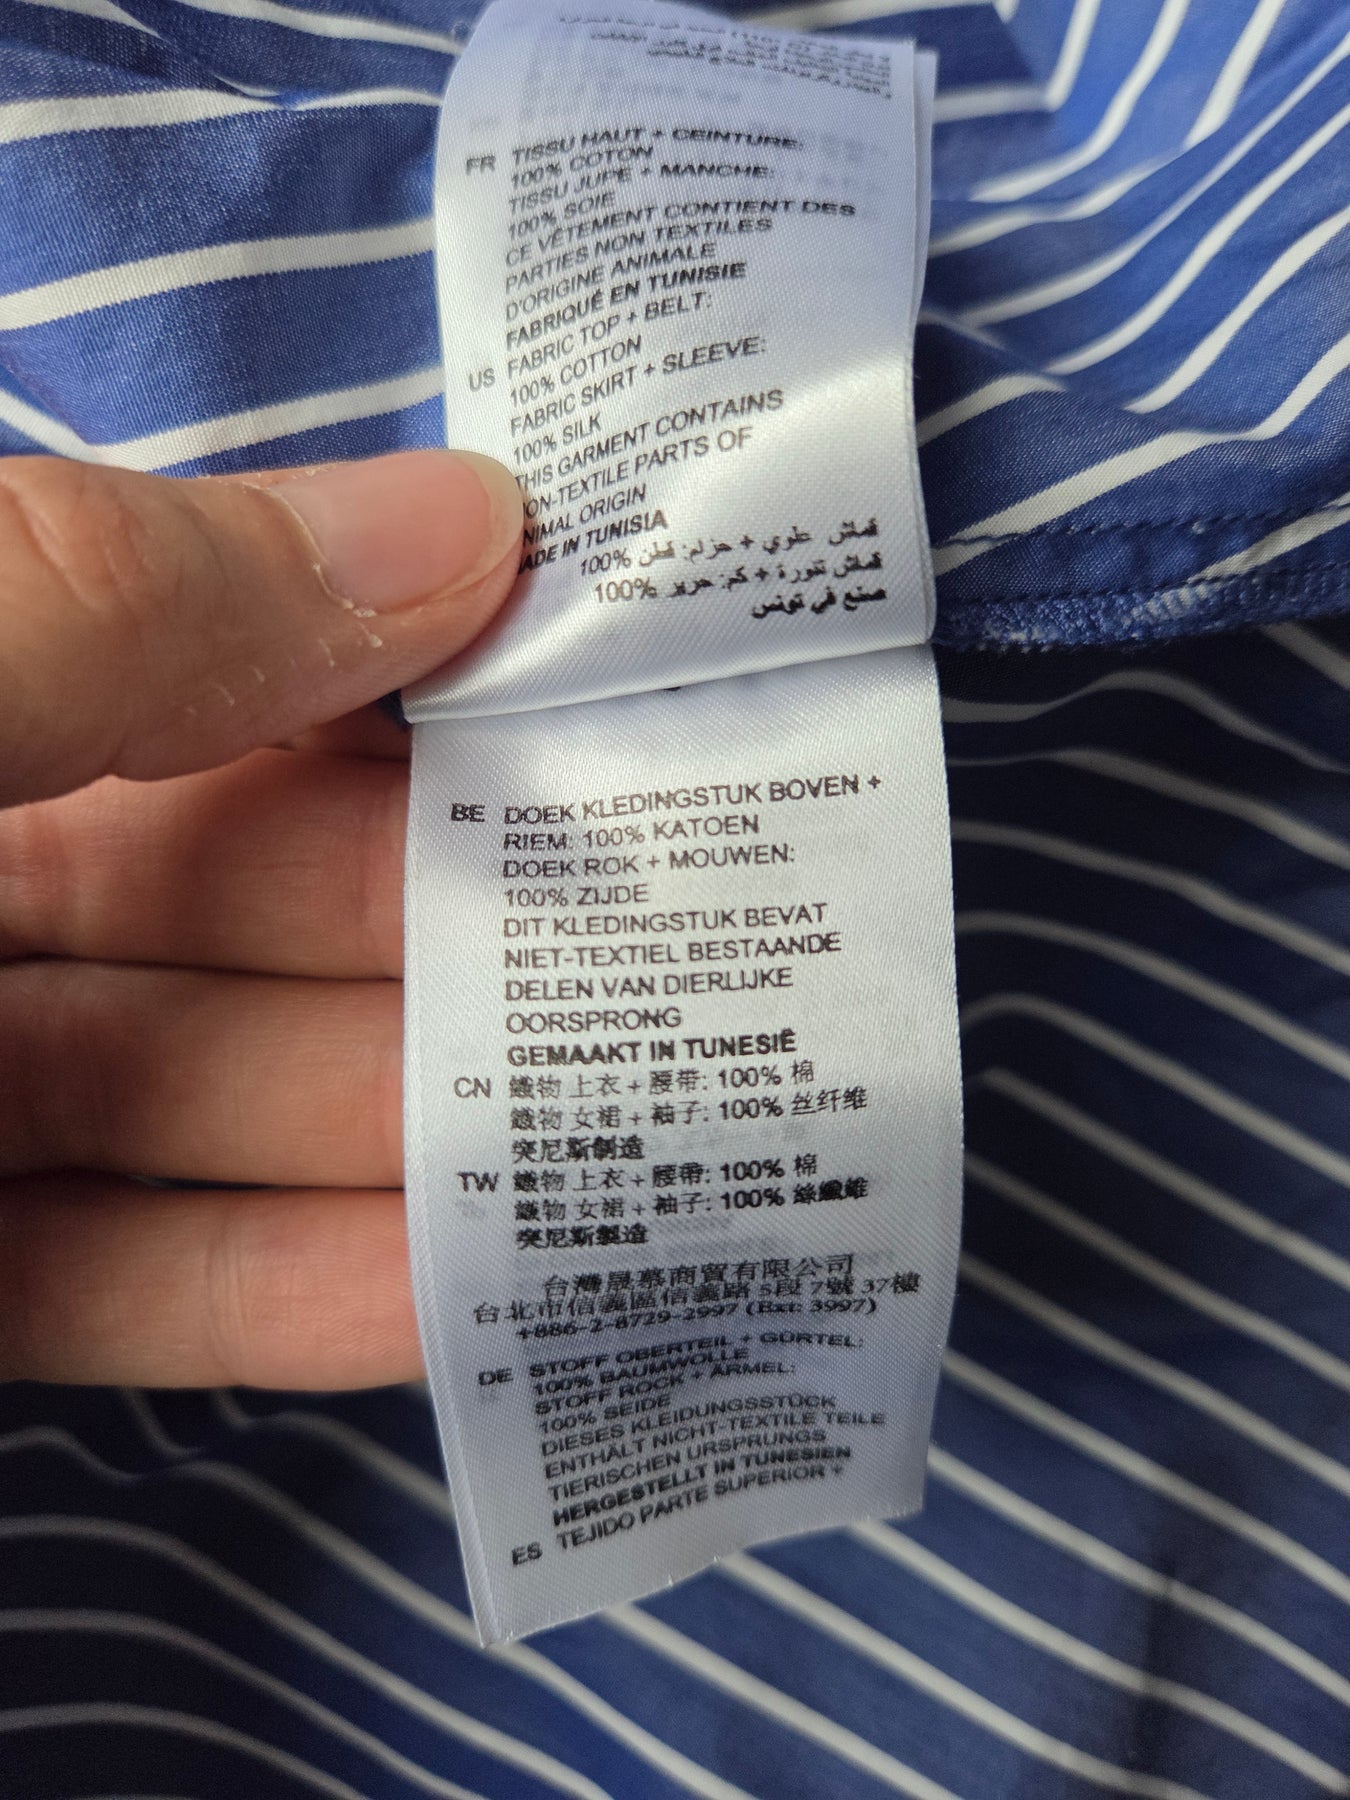 FR TISSU HAUT + CEINTURE:
100% COTON
TISSU JUPE + MANCHE:
100% SOIE
CE VÊTEMENT CONTIENT DES
PARTIES NON TEXTILES
D'ORIGINE ANIMALE
FABRIQUÉ EN TUNISIE
US FABRIC TOP + BELT:
100% COTTON
FABRIC SKIRT + SLEEVE:
100% SILK
THIS GARMENT CONTAINS
ON-TEXTILE PARTS OF
NIMAL ORIGIN
ADE IN TUNISIA
قماش علوي + حزام: قطن 100%
قماش تنورة + كم: حرير 100%
صنع في تونس
BE DOEK KLEDINGSTUK BOVEN +
RIEM: 100% KATOEN
DOEK ROK + MOUWEN:
100% ZIJDE
DIT KLEDINGSTUK BEVAT
NIET-TEXTIEL BESTAANDE
DELEN VAN DIERLIJKE
OORSPRONG
GEMAAKT IN TUNESIË
CN 織物 上衣 + 腰带: 100% 棉
織物 女裙 + 袖子: 100% 丝纤维
突尼斯制造
TW 織物 上衣 + 腰帶: 100% 棉
織物 女裙 + 袖子: 100% 絲纖維
突尼斯製造
台灣晟慕商貿有限公司
台北市信義區信義路 5段 7號 37樓
+886-2-8729-2997 (Ext: 3997)
DE STOFF OBERTEIL + GÜRTEL:
100% BAUMWOLLE
STOFF ROCK + ÄRMEL:
100% SEIDE
DIESES KLEIDUNGSSTÜCK
ENTHÄLT NICHT-TEXTILE TEILE
TIERISCHEN URSPRUNGS
HERGESTELLT IN TUNESIEN
ES TEJIDO PARTE SUPERIOR +